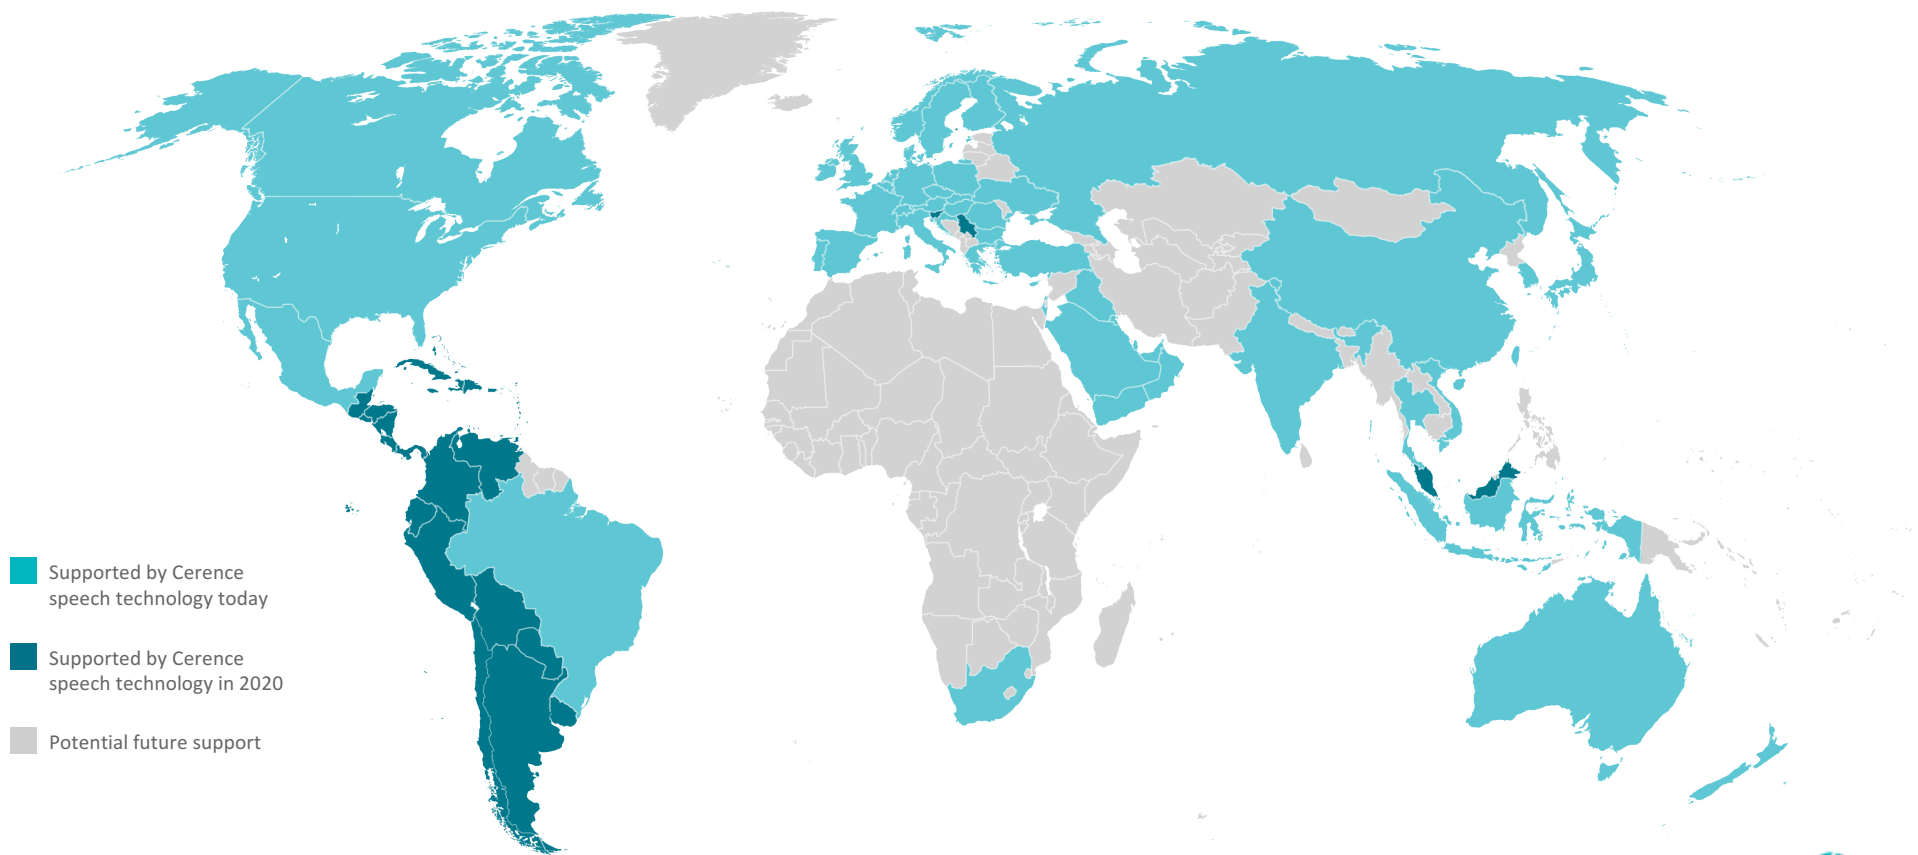 Supported by Cerence
speech technology today
Supported by Cerence
speech technology in 2020
Potential future support